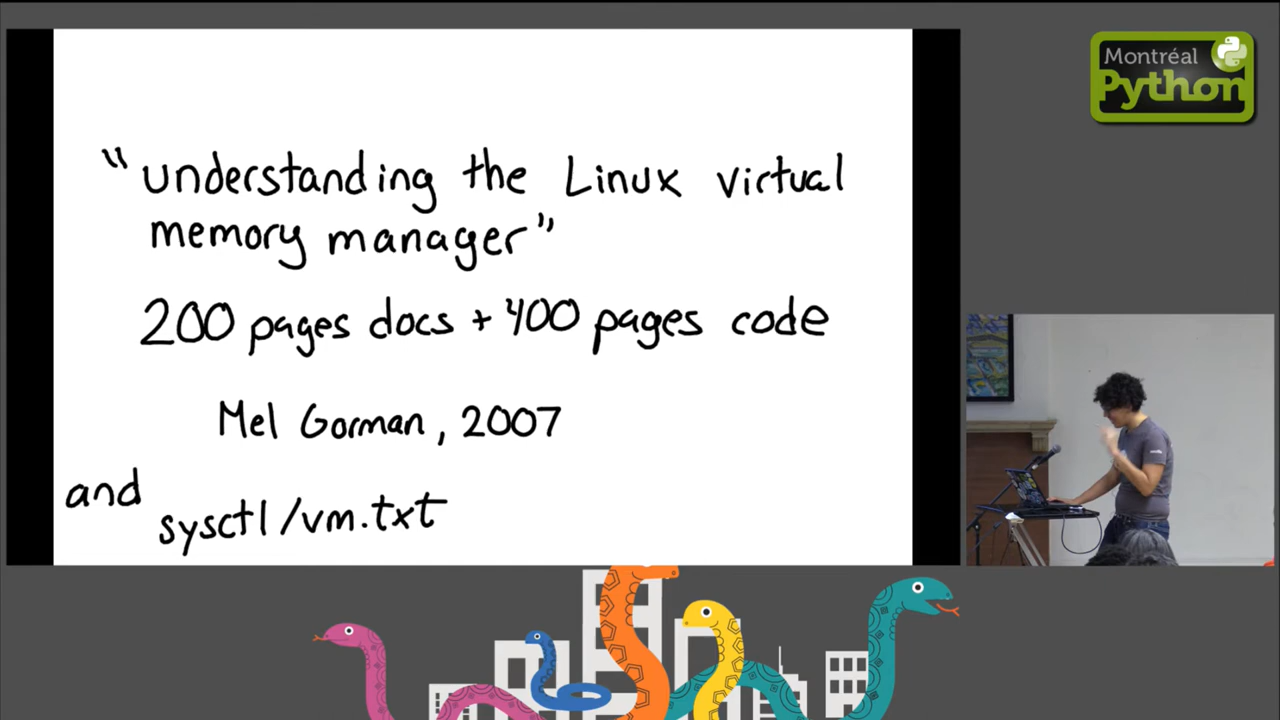 “understanding the Linux virtual
memory manager”
200 pages docs + 400 pages code
Mel Gorman, 2007
and
sysctl/vm.txt
Montréal
Python